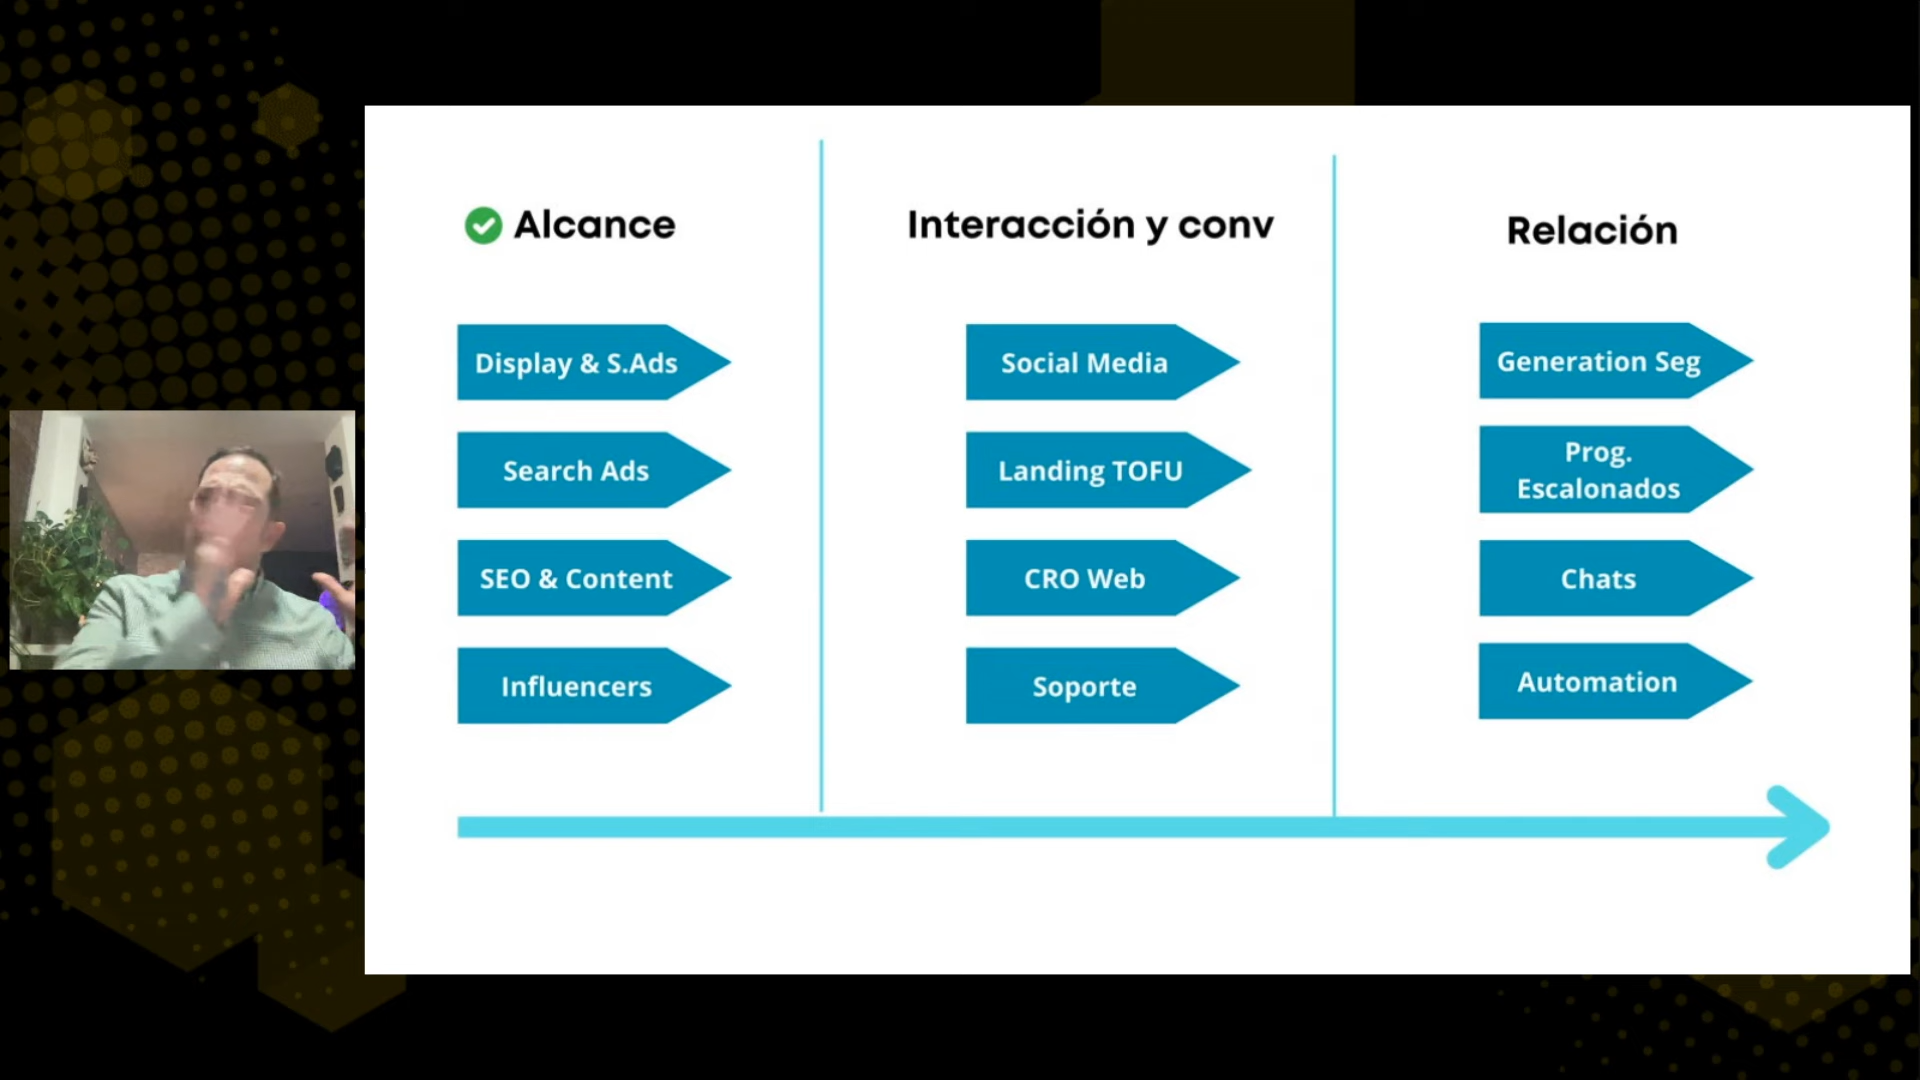 Alcance
Display & S.Ads
Search Ads
SEO & Content
Influencers
Interacción y conv
Social Media
Landing TOFU
CRO Web
Soporte
Relación
Generation Seg
Prog.
Escalonados
Chats
Automation